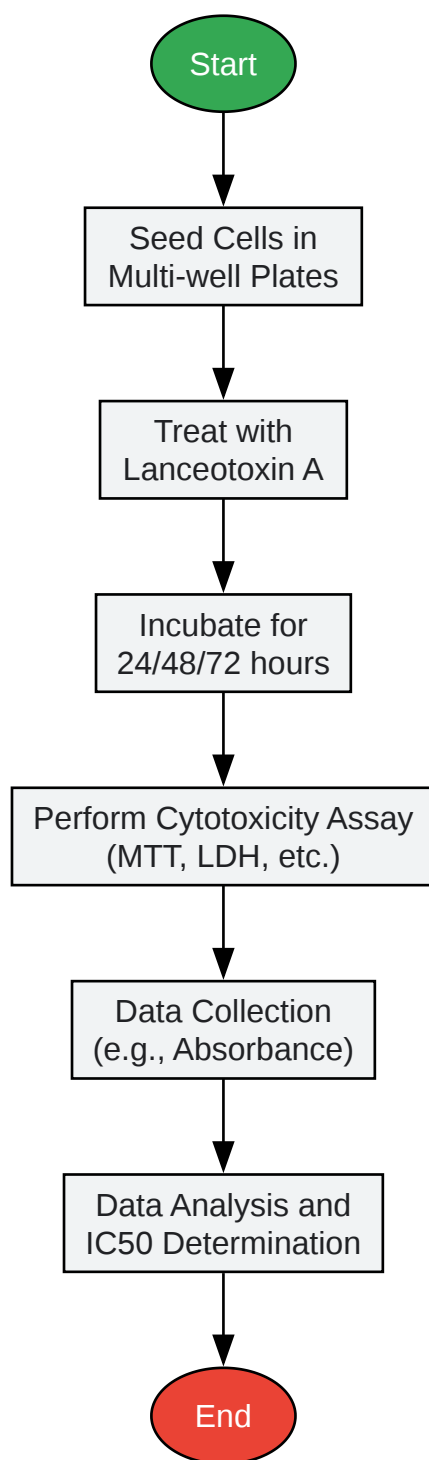 Start
Seed Cells in
Multi-well Plates
Treat with
Lanceotoxin A
Incubate for
24/48/72 hours
Perform Cytotoxicity Assay
(MTT, LDH, etc.)
Data Collection
(e.g., Absorbance)
Data Analysis and
IC50 Determination
End